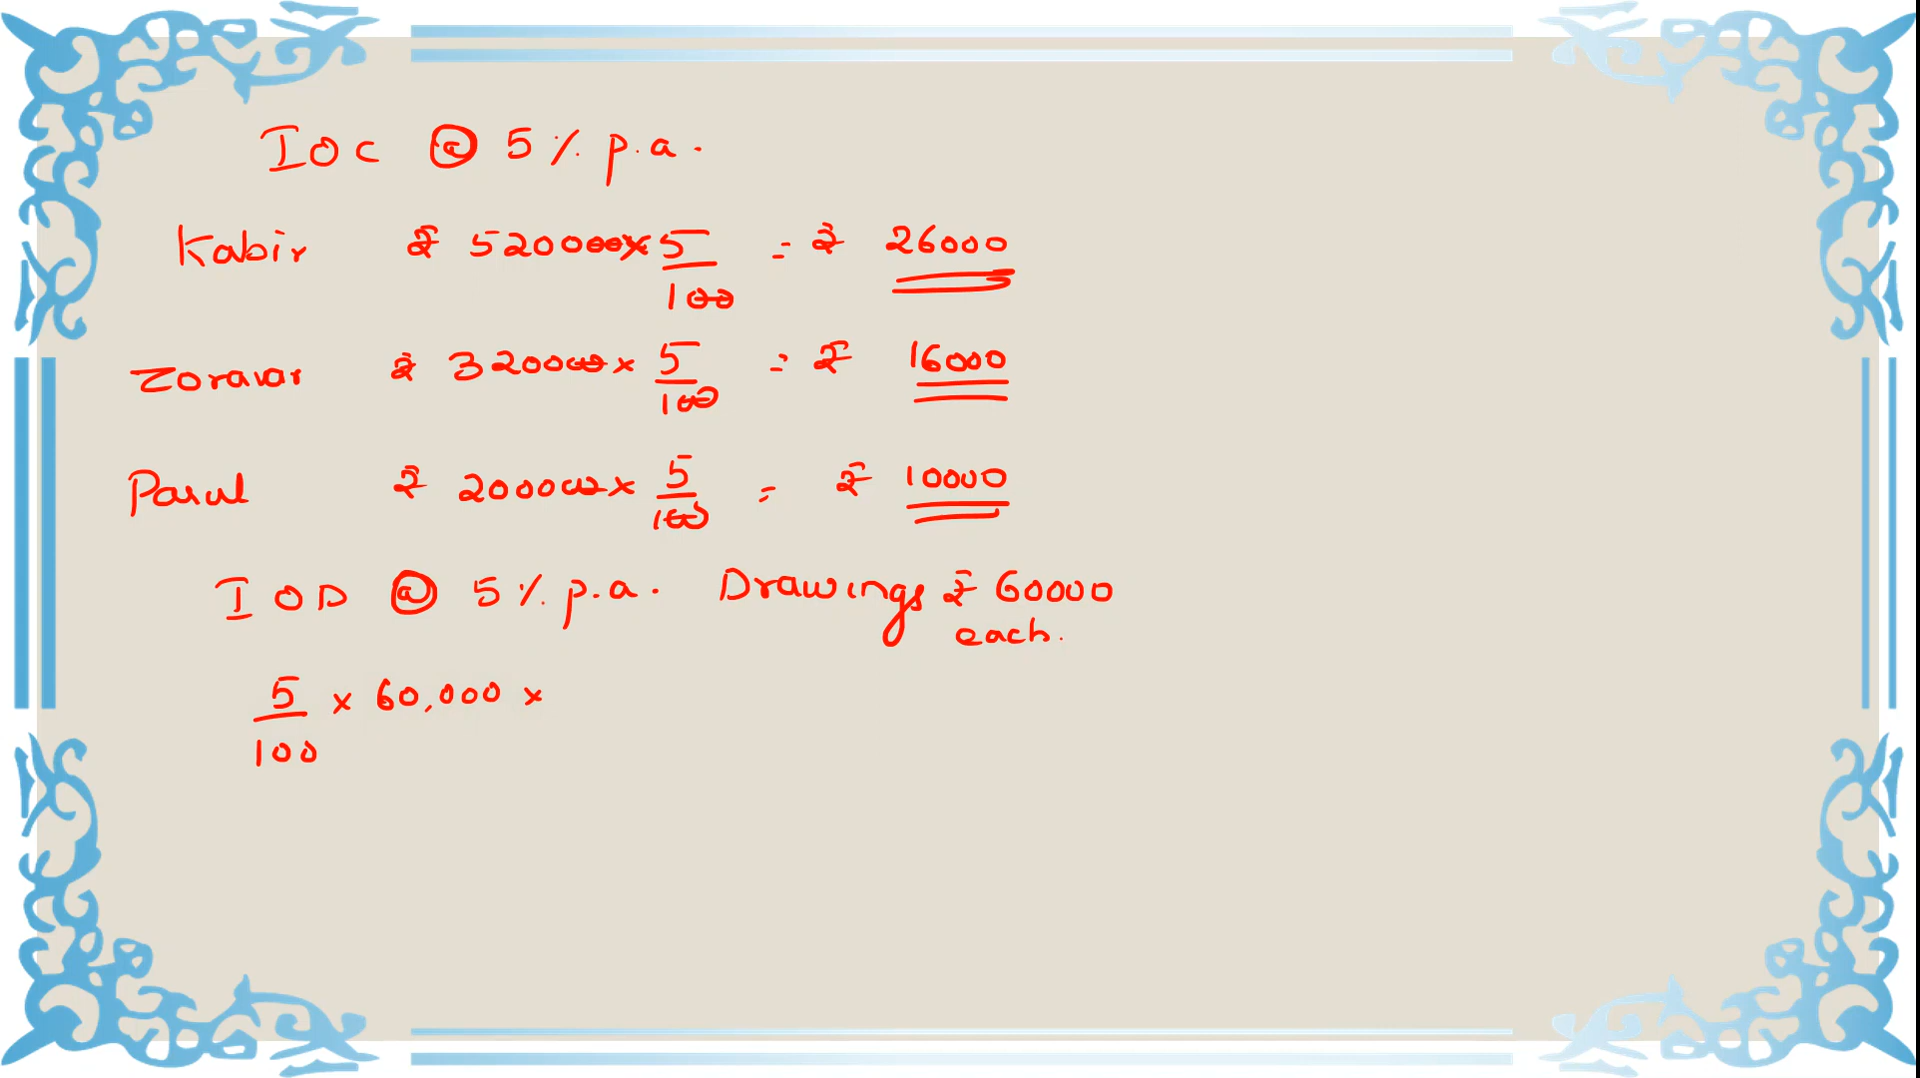 IOC @ 5 % p.a.
Kabir ₹ 520000 × 5/100 = ₹ 26000
Zoravar ₹ 320000 × 5/100 = ₹ 16000
Parul ₹ 200000 × 5/100 = ₹ 10000
IOD @ 5 % p.a. Drawings ₹ 60000
each.
5/100 × 60,000 ×